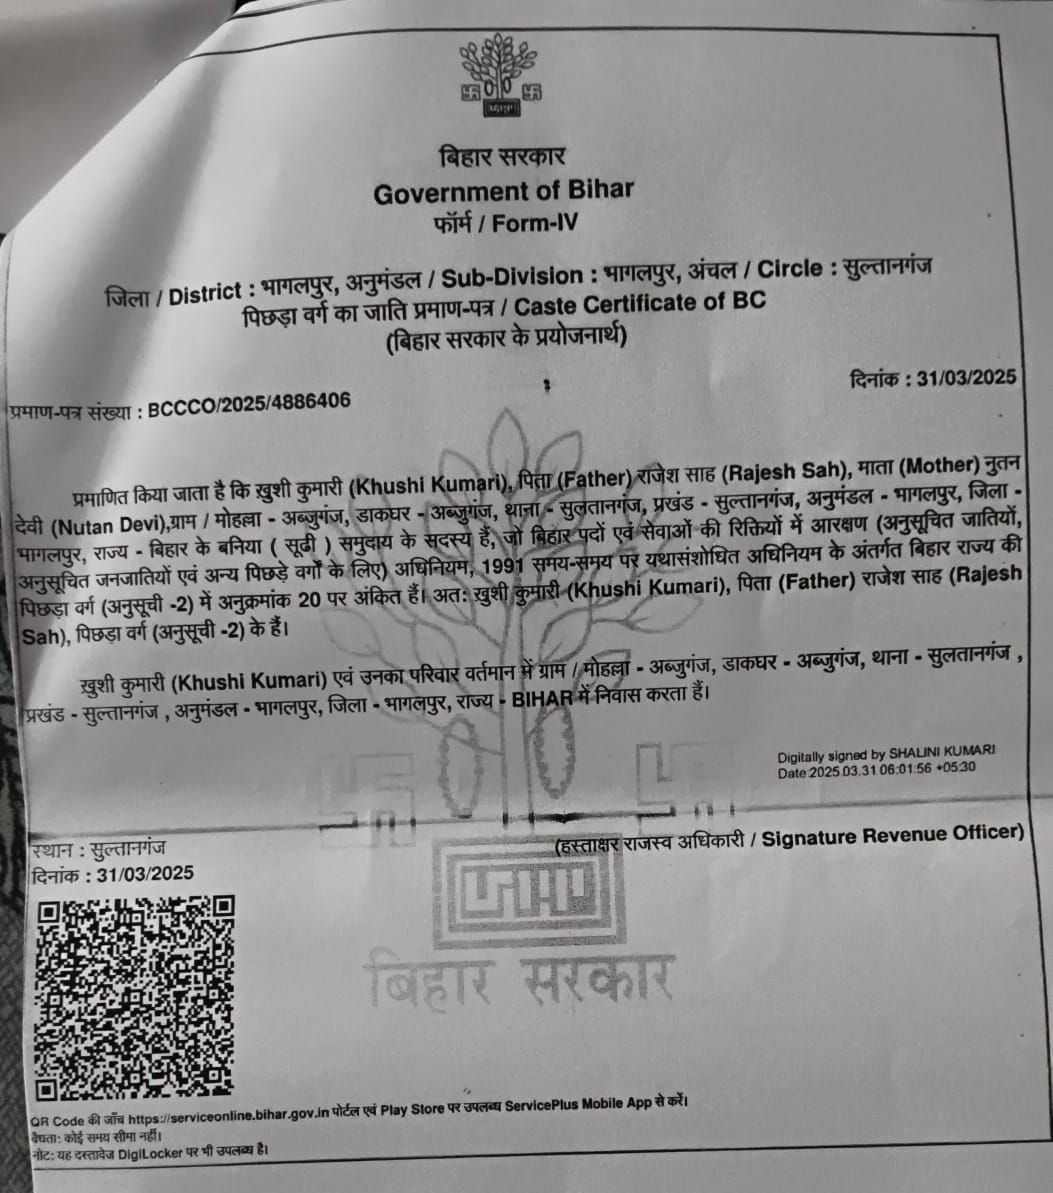 बिहार सरकार
Government of Bihar
फॉर्म / Form-IV
जिला / District : भागलपुर, अनुमंडल / Sub-Division : भागलपुर, अंचल / Circle : सुल्तानगंज
पिछड़ा वर्ग का जाति प्रमाण-पत्र / Caste Certificate of BC
(बिहार सरकार के प्रयोजनार्थ)
दिनांक : 31/03/2025
प्रमाण-पत्र संख्या : BCCCO/2025/4886406
प्रमाणित किया जाता है कि ख़ुशी कुमारी (Khushi Kumari), पिता (Father) राजेश साह (Rajesh Sah), माता (Mother) नुतन
देवी (Nutan Devi),ग्राम / मोहल्ला - अब्जुगंज, डाकघर - अब्जुगंज, थाना - सुलतानगंज, प्रखंड - सुल्तानगंज, अनुमंडल - भागलपुर, जिला -
भागलपुर, राज्य - बिहार के बनिया ( सूढी ) समुदाय के सदस्य हैं, जो बिहार पदों एवं सेवाओं की रिक्तियों में आरक्षण (अनुसूचित जातियों,
अनुसूचित जनजातियों एवं अन्य पिछड़े वर्गों के लिए) अधिनियम, 1991 समय-समय पर यथासंशोधित अधिनियम के अंतर्गत बिहार राज्य की
पिछड़ा वर्ग (अनुसूची -2) में अनुक्रमांक 20 पर अंकित हैं। अतः ख़ुशी कुमारी (Khushi Kumari), पिता (Father) राजेश साह (Rajesh
Sah), पिछड़ा वर्ग (अनुसूची -2) के हैं।
ख़ुशी कुमारी (Khushi Kumari) एवं उनका परिवार वर्तमान में ग्राम / मोहल्ला - अब्जुगंज, डाकघर - अब्जुगंज, थाना - सुलतानगंज ,
प्रखंड - सुल्तानगंज , अनुमंडल - भागलपुर, जिला - भागलपुर, राज्य - BIHAR में निवास करता हैं।
Digitally signed by SHALINI KUMARI
Date:2025.03.31 06:01:56 +05:30
स्थान : सुल्तानगंज
(हस्ताक्षर राजस्व अधिकारी / Signature Revenue Officer)
दिनांक : 31/03/2025
बिहार सरकार
QR Code की जाँच https://serviceonline.bihar.gov.in पोर्टल एवं Play Store पर उपलब्ध ServicePlus Mobile App से करें।
वैधता: कोई समय सीमा नहीं।
नोट: यह दस्तावेज DigiLocker पर भी उपलब्ध है।